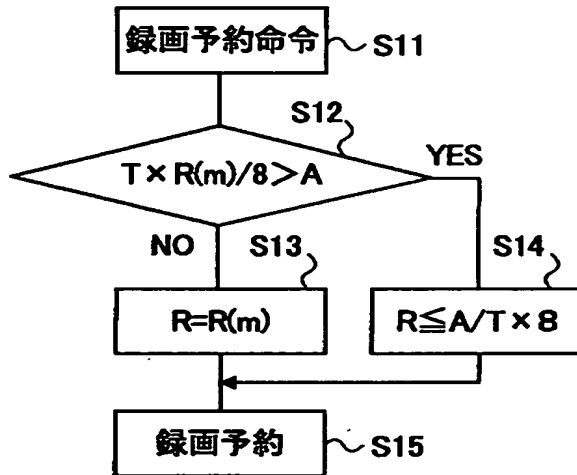 録画予約命令
S11
S12
T×R(m)/8>A
YES
NO
S13
S14
R=R(m)
R≦A/T×8
録画予約
S15